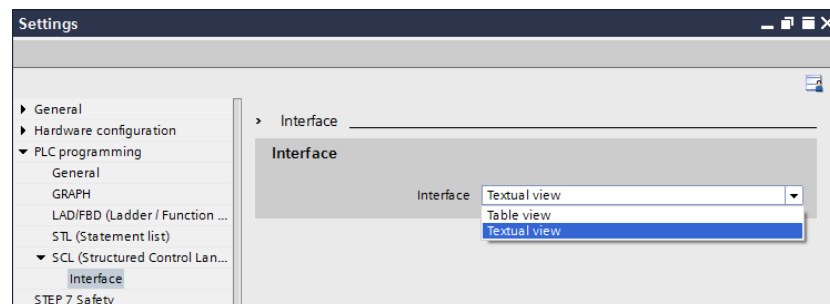 Settings
General
Hardware configuration
PLC programming
General
GRAPH
LAD/FBD (Ladder / Function ...
STL (Statement list)
SCL (Structured Control Lan...
Interface
STEP 7 Safety
Interface
Interface
Interface Textual view
Table view
Textual view